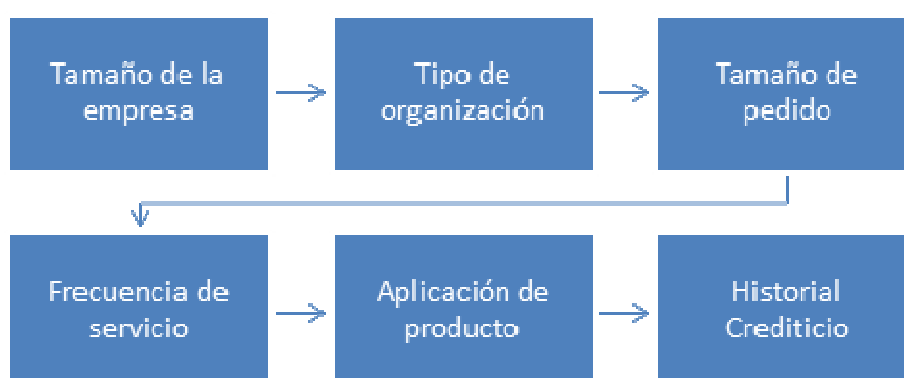 Tamaño de la
empresa
Tipo de
organización
Tamaño de
pedido
Frecuencia de
servicio
Aplicación de
producto
Historial
Crediticio